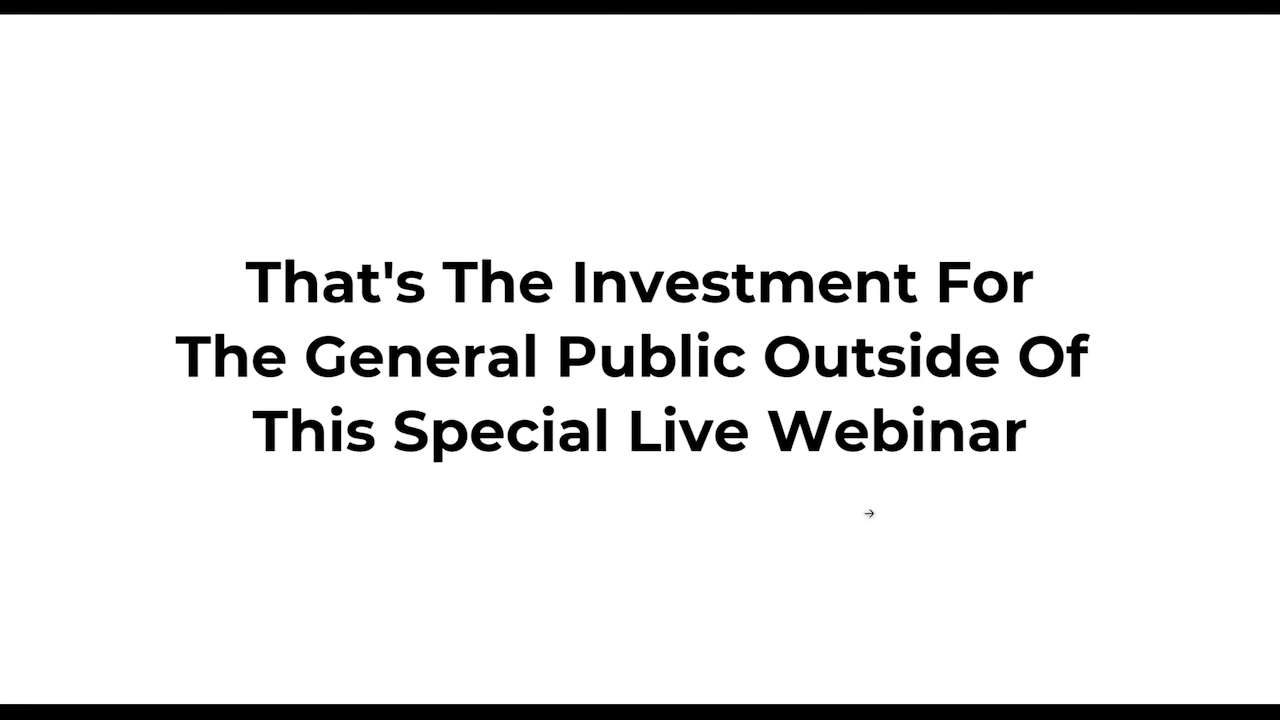 That's The Investment For
The General Public Outside Of
This Special Live Webinar